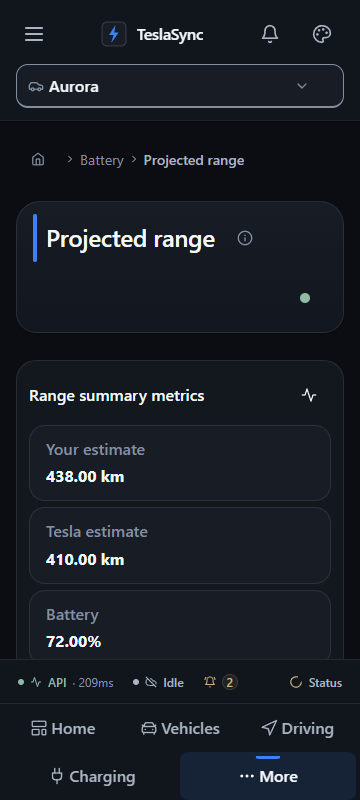 TeslaSync
Aurora
Battery Projected range
Projected range
Range summary metrics
Your estimate
438.00 km
Tesla estimate
410.00 km
Battery
72.00%
API · 209ms Idle 2 Status
Home Vehicles Driving
Charging More